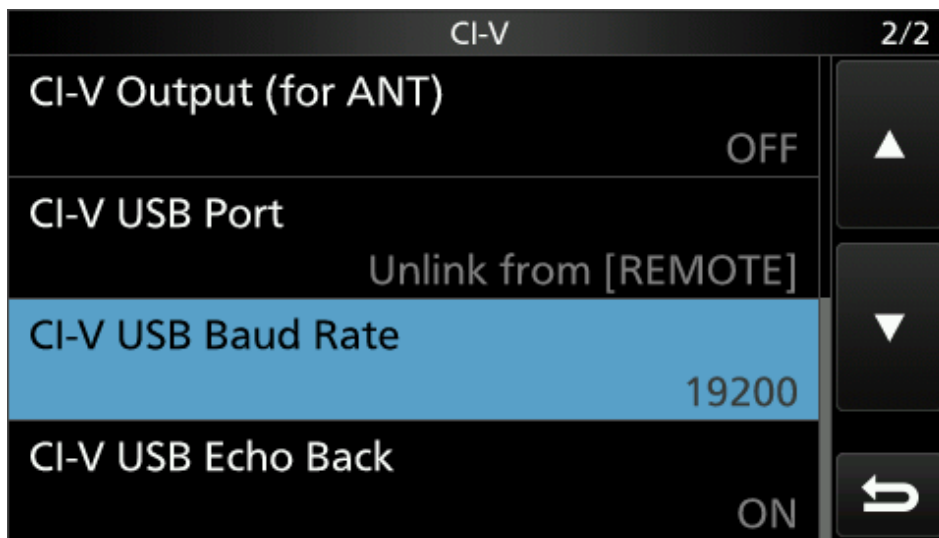 CI-V 2/2
CI-V Output (for ANT)
OFF
CI-V USB Port
Unlink from [REMOTE]
CI-V USB Baud Rate
19200
CI-V USB Echo Back
ON